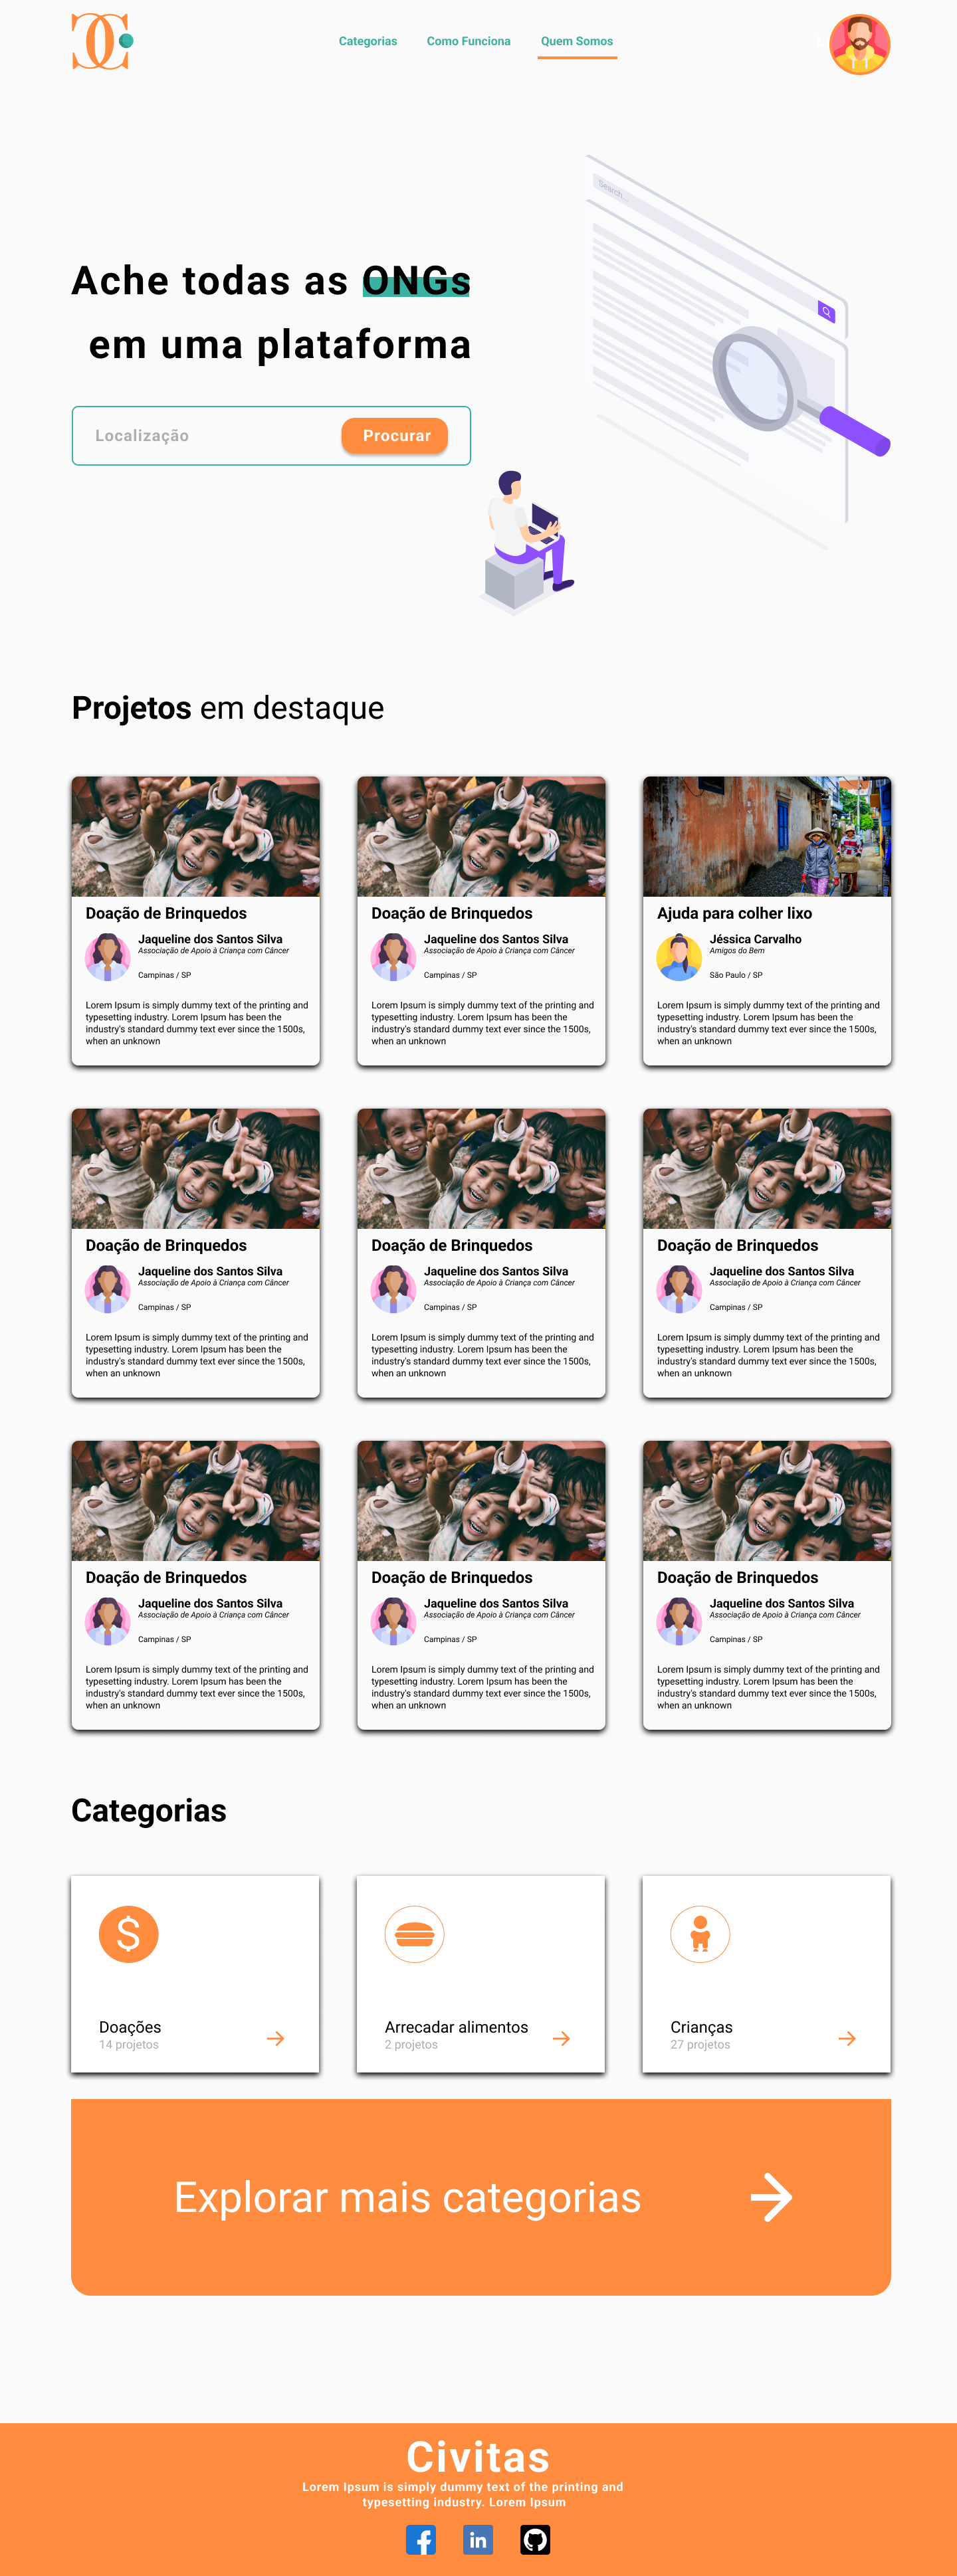 Categorias
Como Funciona
Quem Somos
Search...
Ache todas as ONGs
em uma plataforma
Localização
Procurar
Projetos em destaque
Doação de Brinquedos
Jaqueline dos Santos Silva
Associação de Apoio à Criança com Câncer
Campinas / SP
Lorem Ipsum is simply dummy text of the printing and
typesetting industry. Lorem Ipsum has been the
industry's standard dummy text ever since the 1500s,
when an unknown
Doação de Brinquedos
Jaqueline dos Santos Silva
Associação de Apoio à Criança com Câncer
Campinas / SP
Lorem Ipsum is simply dummy text of the printing and
typesetting industry. Lorem Ipsum has been the
industry's standard dummy text ever since the 1500s,
when an unknown
Ajuda para colher lixo
Jéssica Carvalho
Amigos do Bem
São Paulo / SP
Lorem Ipsum is simply dummy text of the printing and
typesetting industry. Lorem Ipsum has been the
industry's standard dummy text ever since the 1500s,
when an unknown
Doação de Brinquedos
Jaqueline dos Santos Silva
Associação de Apoio à Criança com Câncer
Campinas / SP
Lorem Ipsum is simply dummy text of the printing and
typesetting industry. Lorem Ipsum has been the
industry's standard dummy text ever since the 1500s,
when an unknown
Doação de Brinquedos
Jaqueline dos Santos Silva
Associação de Apoio à Criança com Câncer
Campinas / SP
Lorem Ipsum is simply dummy text of the printing and
typesetting industry. Lorem Ipsum has been the
industry's standard dummy text ever since the 1500s,
when an unknown
Doação de Brinquedos
Jaqueline dos Santos Silva
Associação de Apoio à Criança com Câncer
Campinas / SP
Lorem Ipsum is simply dummy text of the printing and
typesetting industry. Lorem Ipsum has been the
industry's standard dummy text ever since the 1500s,
when an unknown
Doação de Brinquedos
Jaqueline dos Santos Silva
Associação de Apoio à Criança com Câncer
Campinas / SP
Lorem Ipsum is simply dummy text of the printing and
typesetting industry. Lorem Ipsum has been the
industry's standard dummy text ever since the 1500s,
when an unknown
Doação de Brinquedos
Jaqueline dos Santos Silva
Associação de Apoio à Criança com Câncer
Campinas / SP
Lorem Ipsum is simply dummy text of the printing and
typesetting industry. Lorem Ipsum has been the
industry's standard dummy text ever since the 1500s,
when an unknown
Doação de Brinquedos
Jaqueline dos Santos Silva
Associação de Apoio à Criança com Câncer
Campinas / SP
Lorem Ipsum is simply dummy text of the printing and
typesetting industry. Lorem Ipsum has been the
industry's standard dummy text ever since the 1500s,
when an unknown
Categorias
$
Doações
14 projetos
Arrecadar alimentos
2 projetos
Crianças
27 projetos
Explorar mais categorias
Civitas
Lorem Ipsum is simply dummy text of the printing and
typesetting industry. Lorem Ipsum
f
in